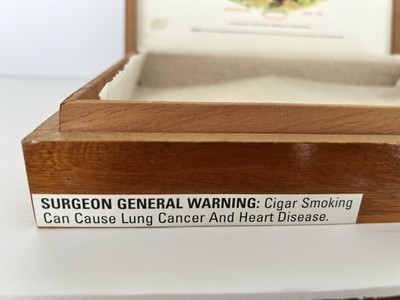 SURGEON GENERAL WARNING: Cigar Smoking
Can Cause Lung Cancer And Heart Disease.